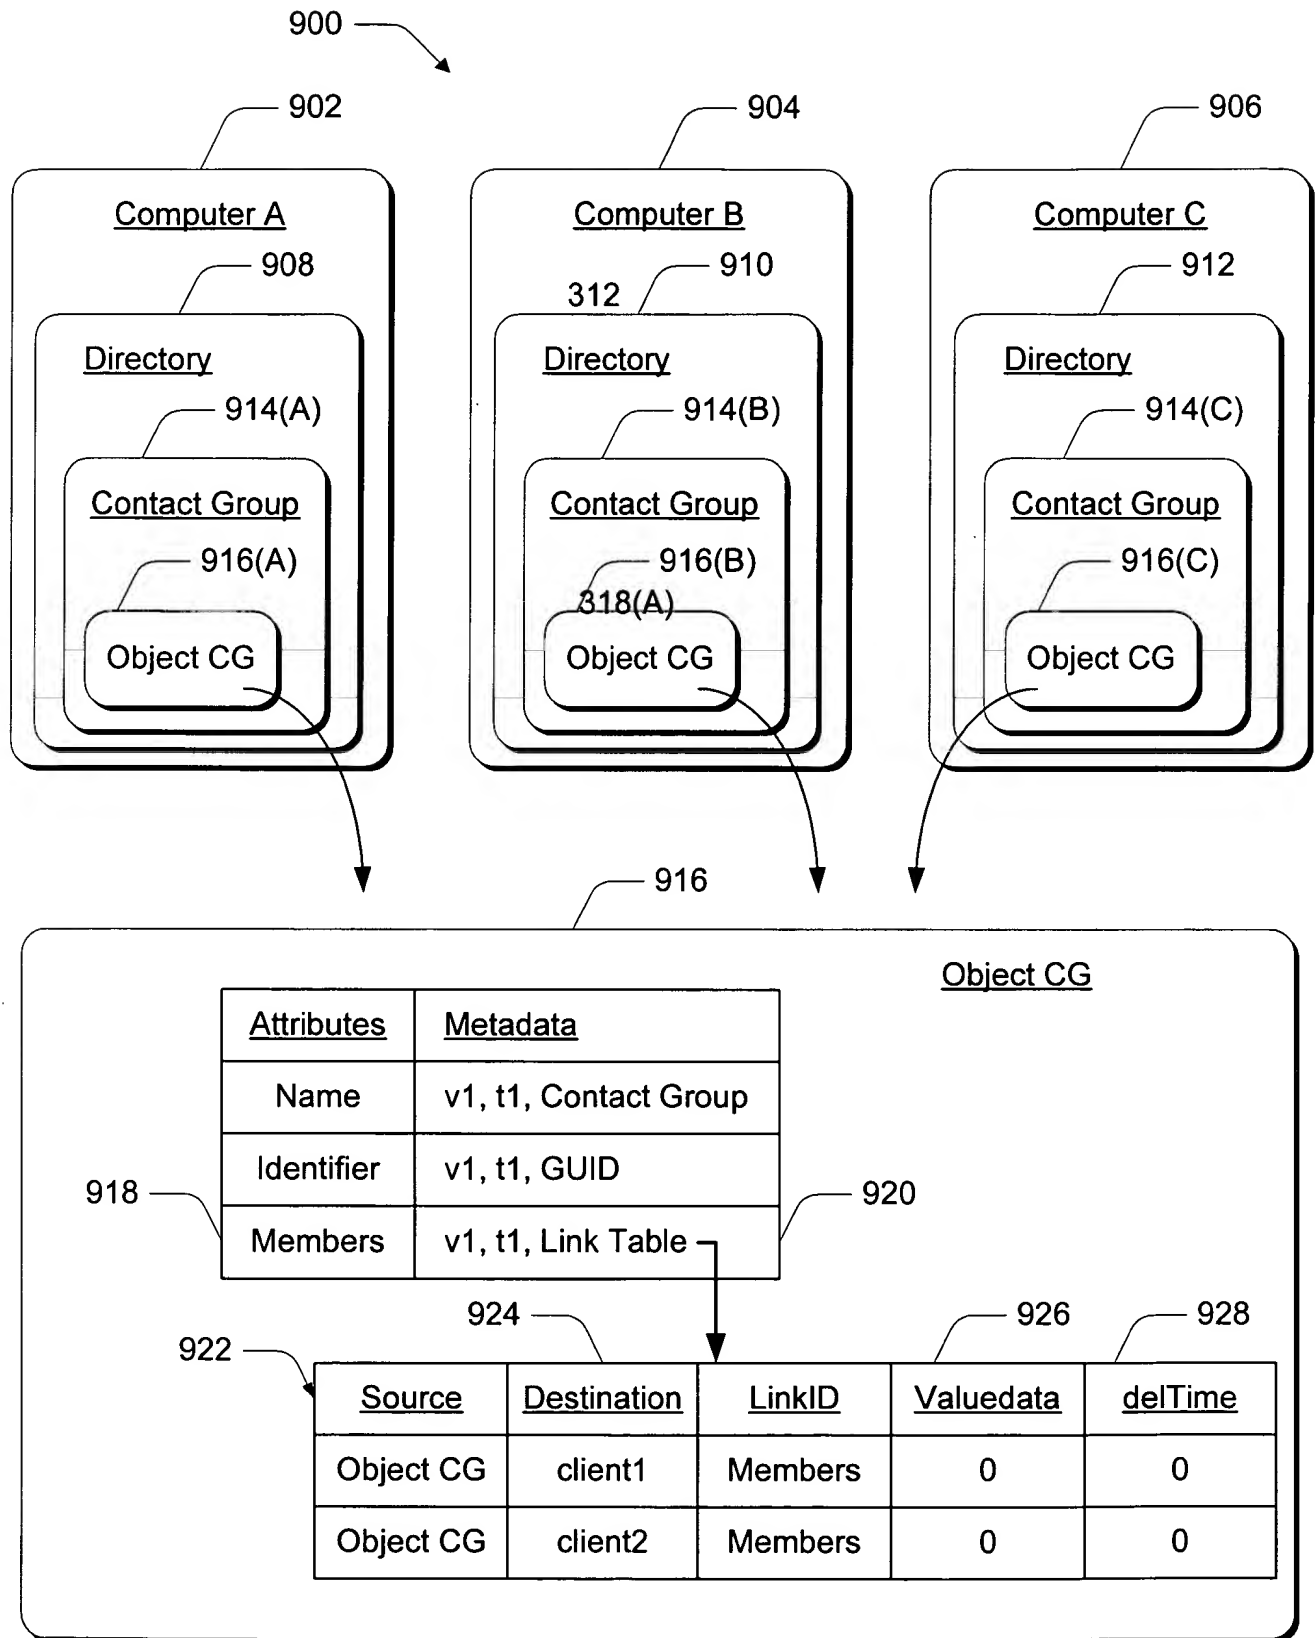 900
902
904
906
Computer A
Computer B
Computer C
908
910
912
312
Directory
Directory
Directory
914(A)
914(B)
914(C)
Contact Group
Contact Group
Contact Group
916(A)
916(B)
916(C)
318(A)
Object CG
Object CG
Object CG
916
Object CG
Attributes Metadata
Name v1, t1, Contact Group
Identifier v1, t1, GUID
918
920
Members v1, t1, Link Table
924
926
928
922
Source Destination LinkID Valuedata delTime
Object CG client1 Members 0 0
Object CG client2 Members 0 0